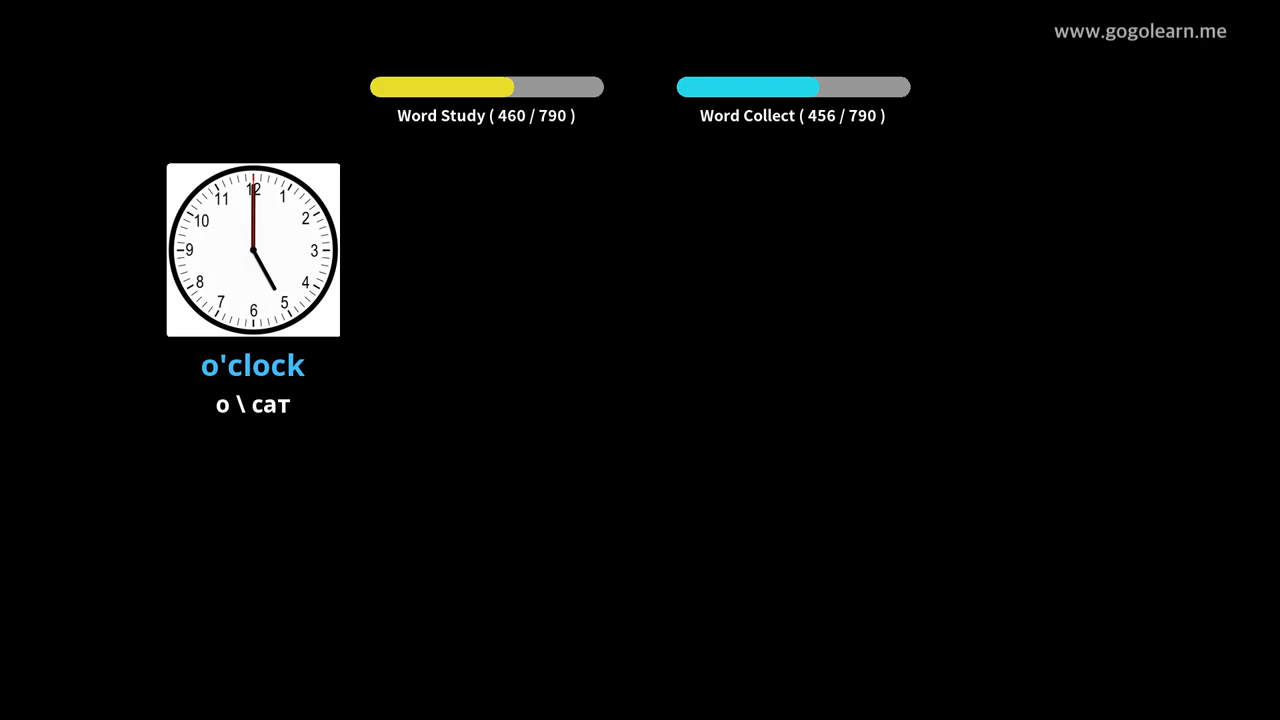 www.gogolearn.me
Word Study ( 460 / 790 )
Word Collect ( 456 / 790 )
12
1
2
3
4
5
6
7
8
9
10
11
o'clock
о \ сат